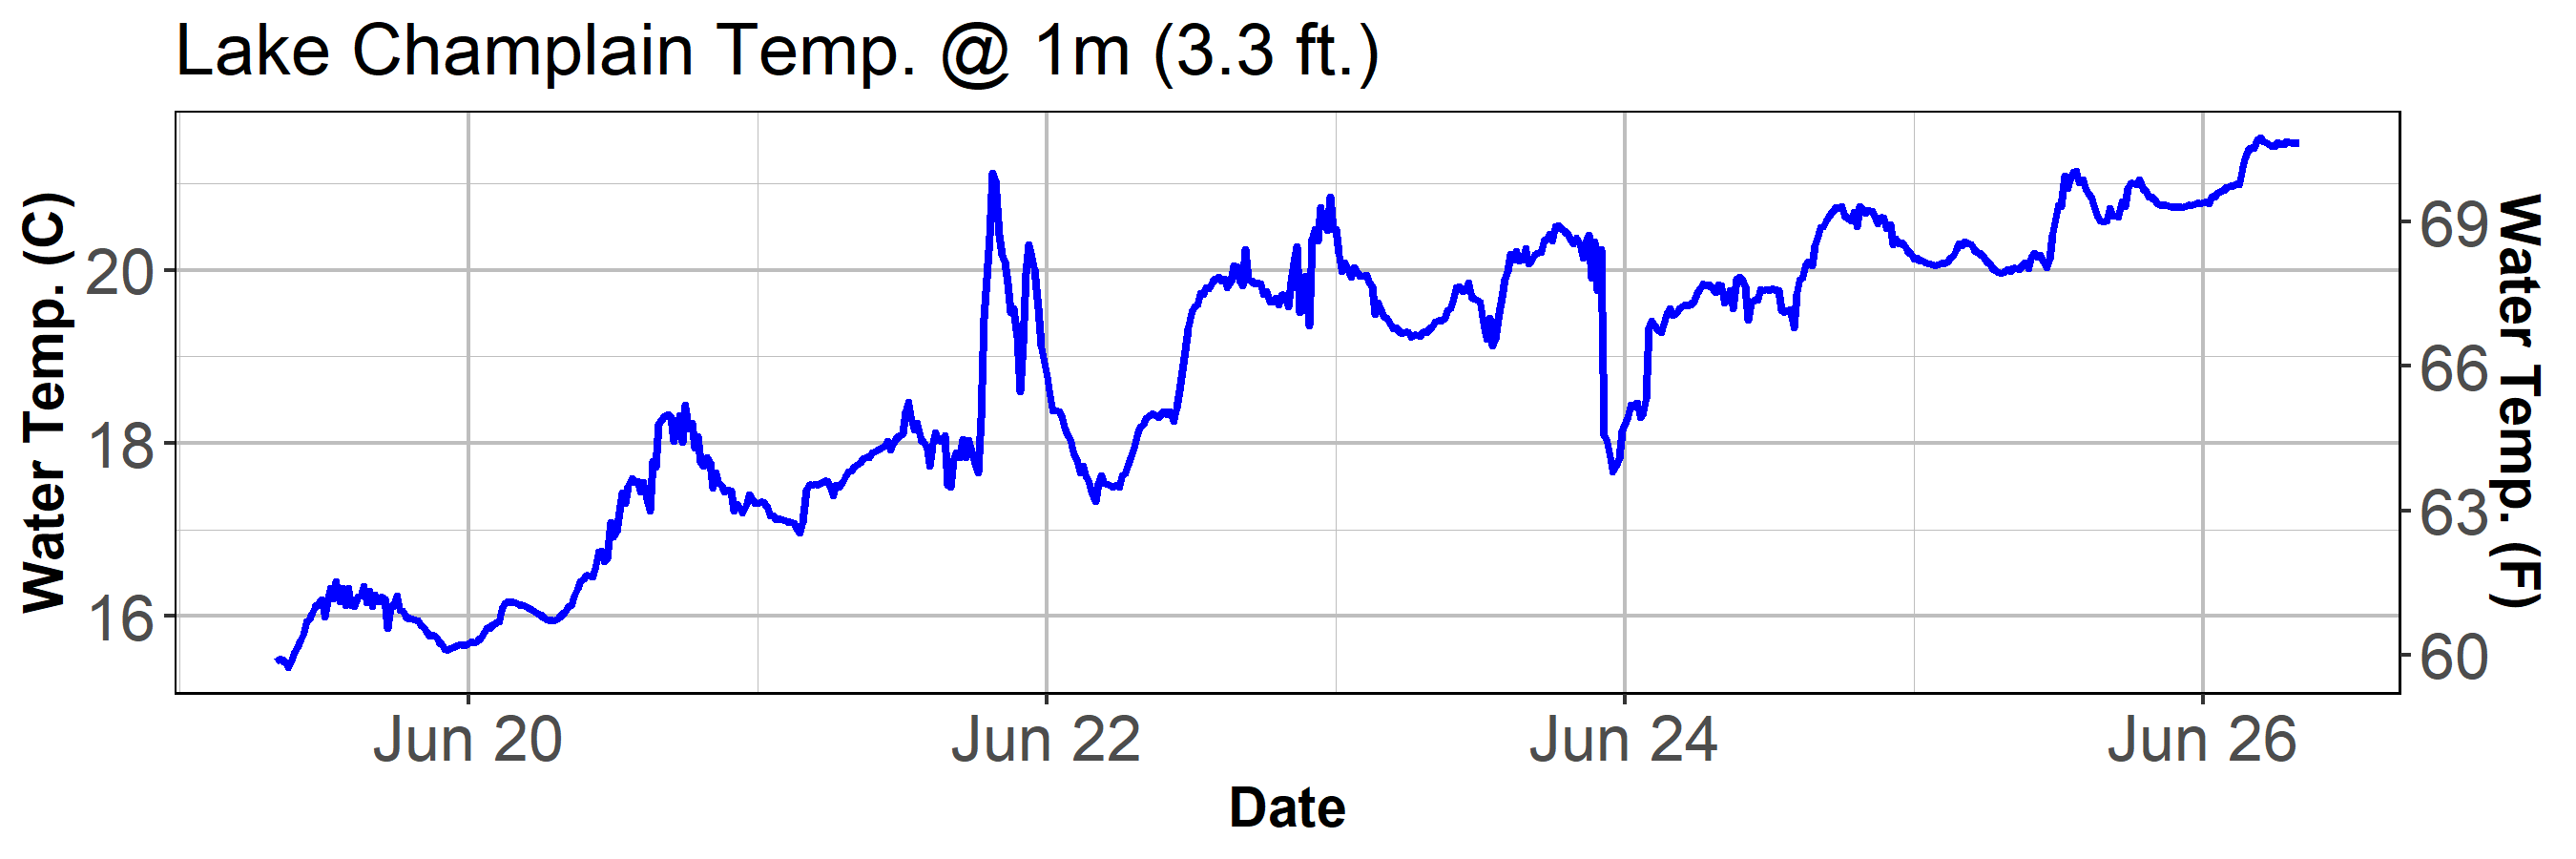 Lake Champlain Temp. @ 1m (3.3 ft.)
Water Temp. (C)
20
18
16
69
66
63
60
Water Temp. (F)
Jun 20 Jun 22 Jun 24 Jun 26
Date